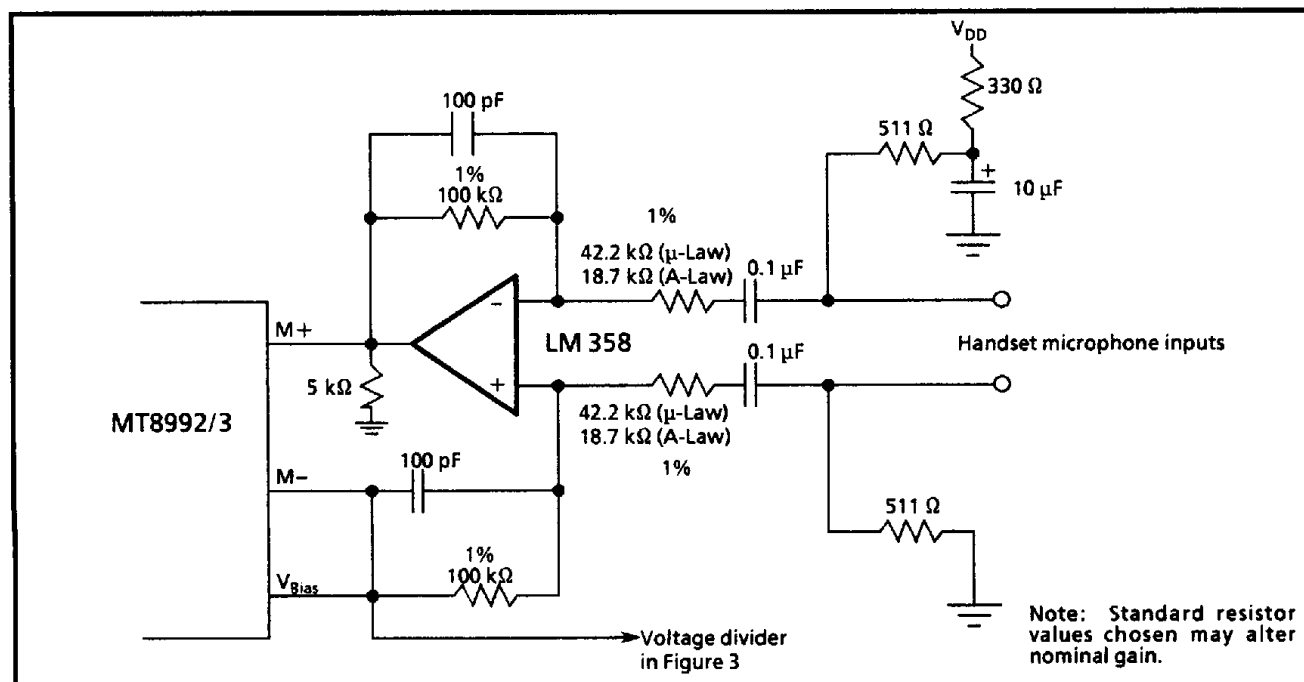 V_DD
330 Ω
100 pF
511 Ω
+
10 μF
1%
100 kΩ
1%
42.2 kΩ (μ-Law)
18.7 kΩ (A-Law)
0.1 μF
−
M+
LM 358
0.1 μF
Handset microphone inputs
+
5 kΩ
42.2 kΩ (μ-Law)
18.7 kΩ (A-Law)
MT8992/3
1%
100 pF
M−
511 Ω
1%
100 kΩ
V_Bias
Note: Standard resistor
values chosen may alter
nominal gain.
Voltage divider
in Figure 3